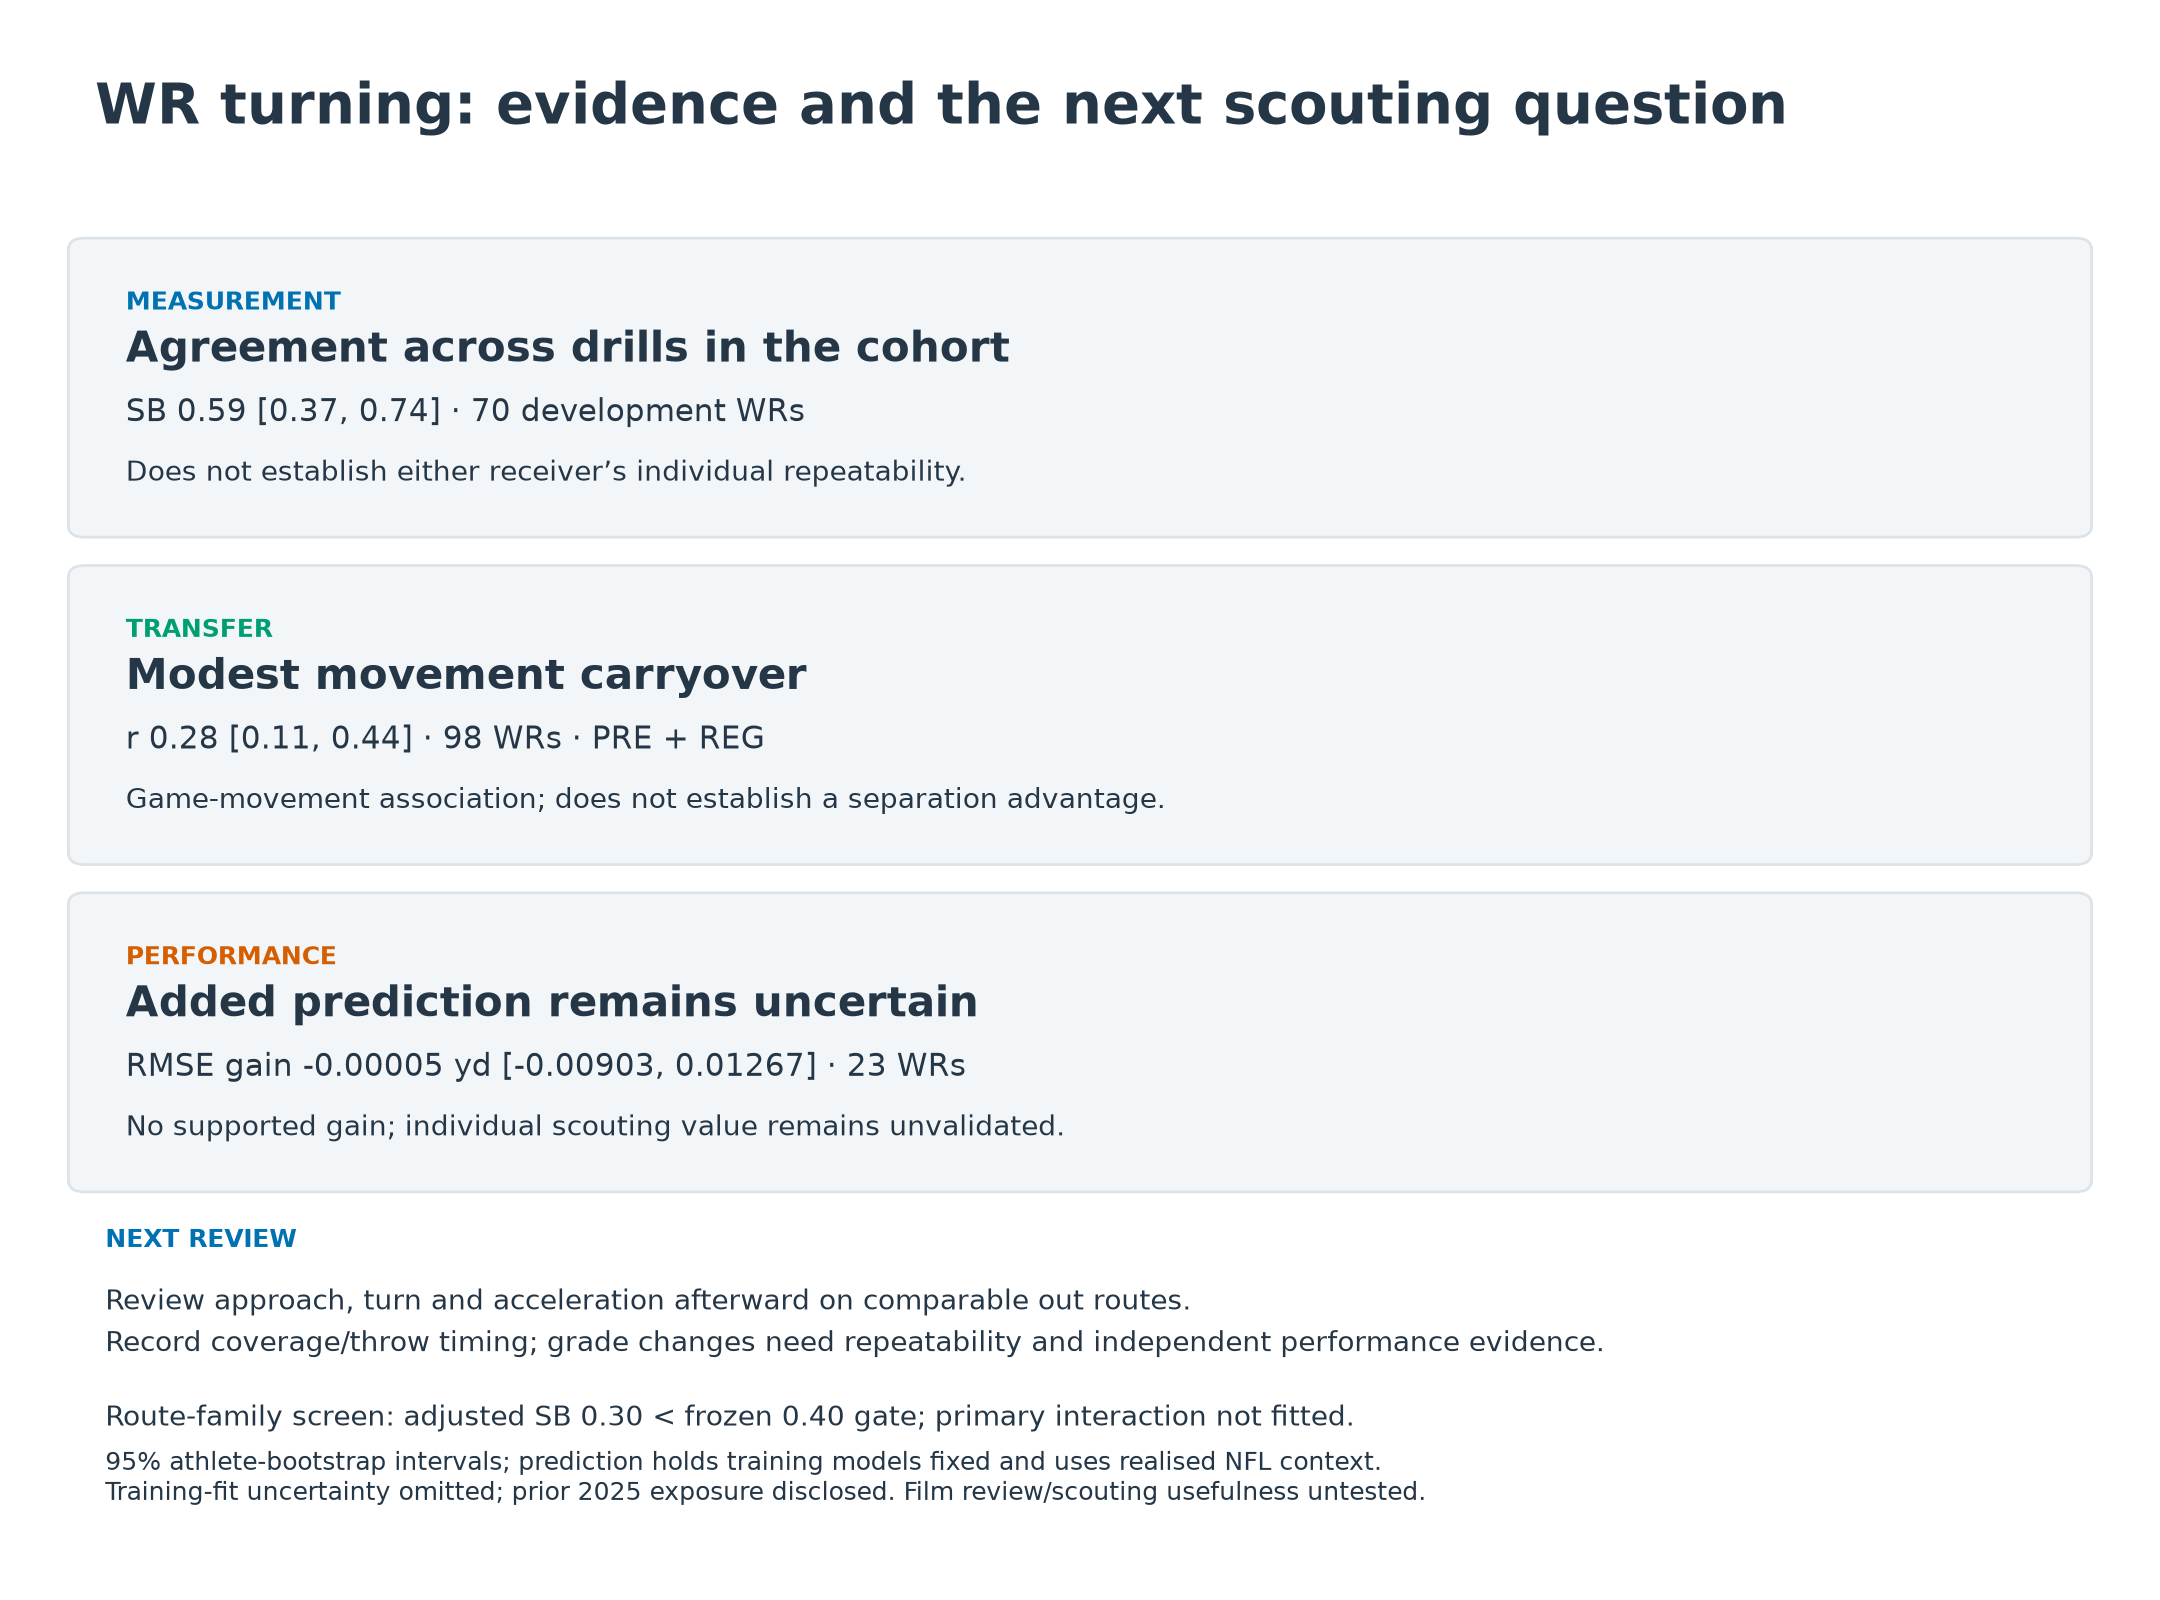 WR turning: evidence and the next scouting question
MEASUREMENT
Agreement across drills in the cohort
SB 0.59 [0.37, 0.74] · 70 development WRs
Does not establish either receiver’s individual repeatability.
TRANSFER
Modest movement carryover
r 0.28 [0.11, 0.44] · 98 WRs · PRE + REG
Game-movement association; does not establish a separation advantage.
PERFORMANCE
Added prediction remains uncertain
RMSE gain -0.00005 yd [-0.00903, 0.01267] · 23 WRs
No supported gain; individual scouting value remains unvalidated.
NEXT REVIEW
Review approach, turn and acceleration afterward on comparable out routes.
Record coverage/throw timing; grade changes need repeatability and independent performance evidence.
Route-family screen: adjusted SB 0.30 < frozen 0.40 gate; primary interaction not fitted.
95% athlete-bootstrap intervals; prediction holds training models fixed and uses realised NFL context.
Training-fit uncertainty omitted; prior 2025 exposure disclosed. Film review/scouting usefulness untested.